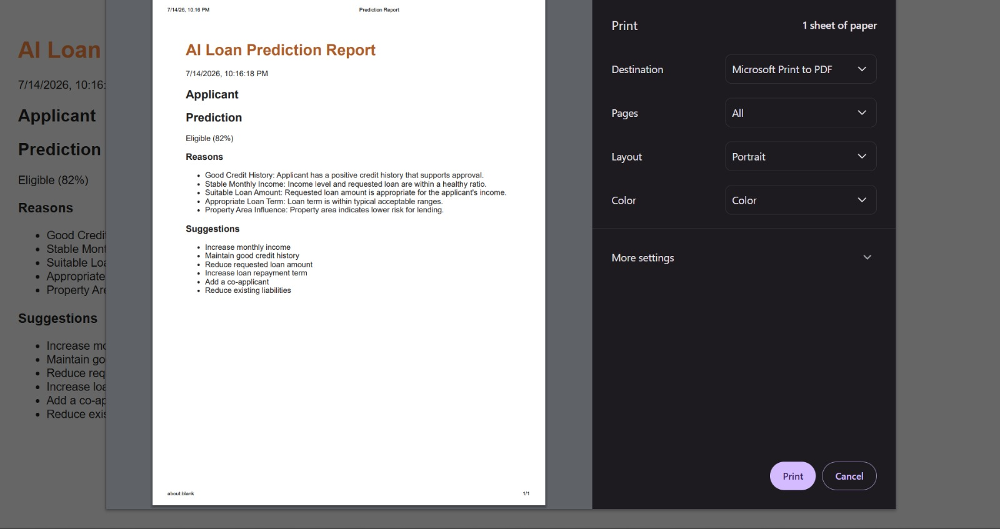 AI Loan
7/14/2026, 10:16:
Applicant
Prediction
Eligible (82%)
Reasons
• Good Credi
• Stable Mon
• Suitable Lo
• Appropriate
• Property Ar
Suggestions
• Increase m
• Maintain go
• Reduce req
• Increase loa
• Add a co-ap
• Reduce exis
7/14/26, 10:16 PM Prediction Report
AI Loan Prediction Report
7/14/2026, 10:16:18 PM
Applicant
Prediction
Eligible (82%)
Reasons
• Good Credit History: Applicant has a positive credit history that supports approval.
• Stable Monthly Income: Income level and requested loan are within a healthy ratio.
• Suitable Loan Amount: Requested loan amount is appropriate for the applicant's income.
• Appropriate Loan Term: Loan term is within typical acceptable ranges.
• Property Area Influence: Property area indicates lower risk for lending.
Suggestions
• Increase monthly income
• Maintain good credit history
• Reduce requested loan amount
• Increase loan repayment term
• Add a co-applicant
• Reduce existing liabilities
about:blank 1/1
Print 1 sheet of paper
Destination Microsoft Print to PDF
Pages All
Layout Portrait
Color Color
More settings
Print Cancel